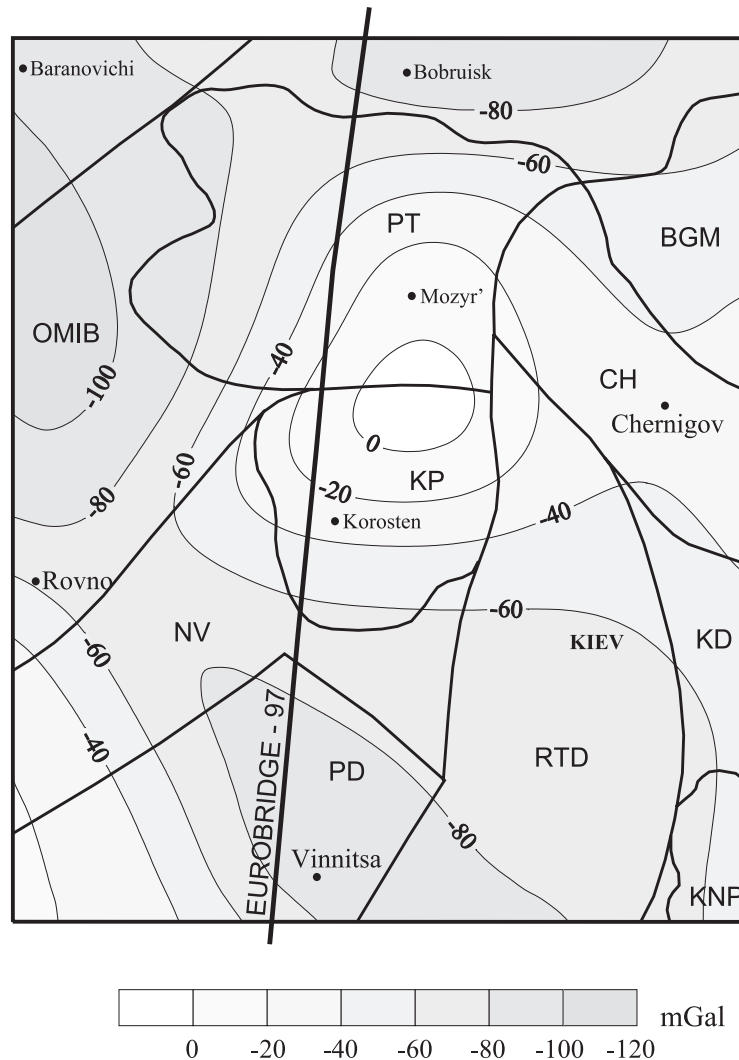 Baranovichi
Bobruisk
-80
-60
PT
BGM
Mozyr’
OMIB
-40
-100
CH
Chernigov
0
-60
KP
-20
-80
-40
Korosten
Rovno
-60
NV
KIEV
KD
-60
EUROBRIDGE - 97
-40
PD
RTD
-80
Vinnitsa
KNP
mGal
0 -20 -40 -60 -80 -100 -120